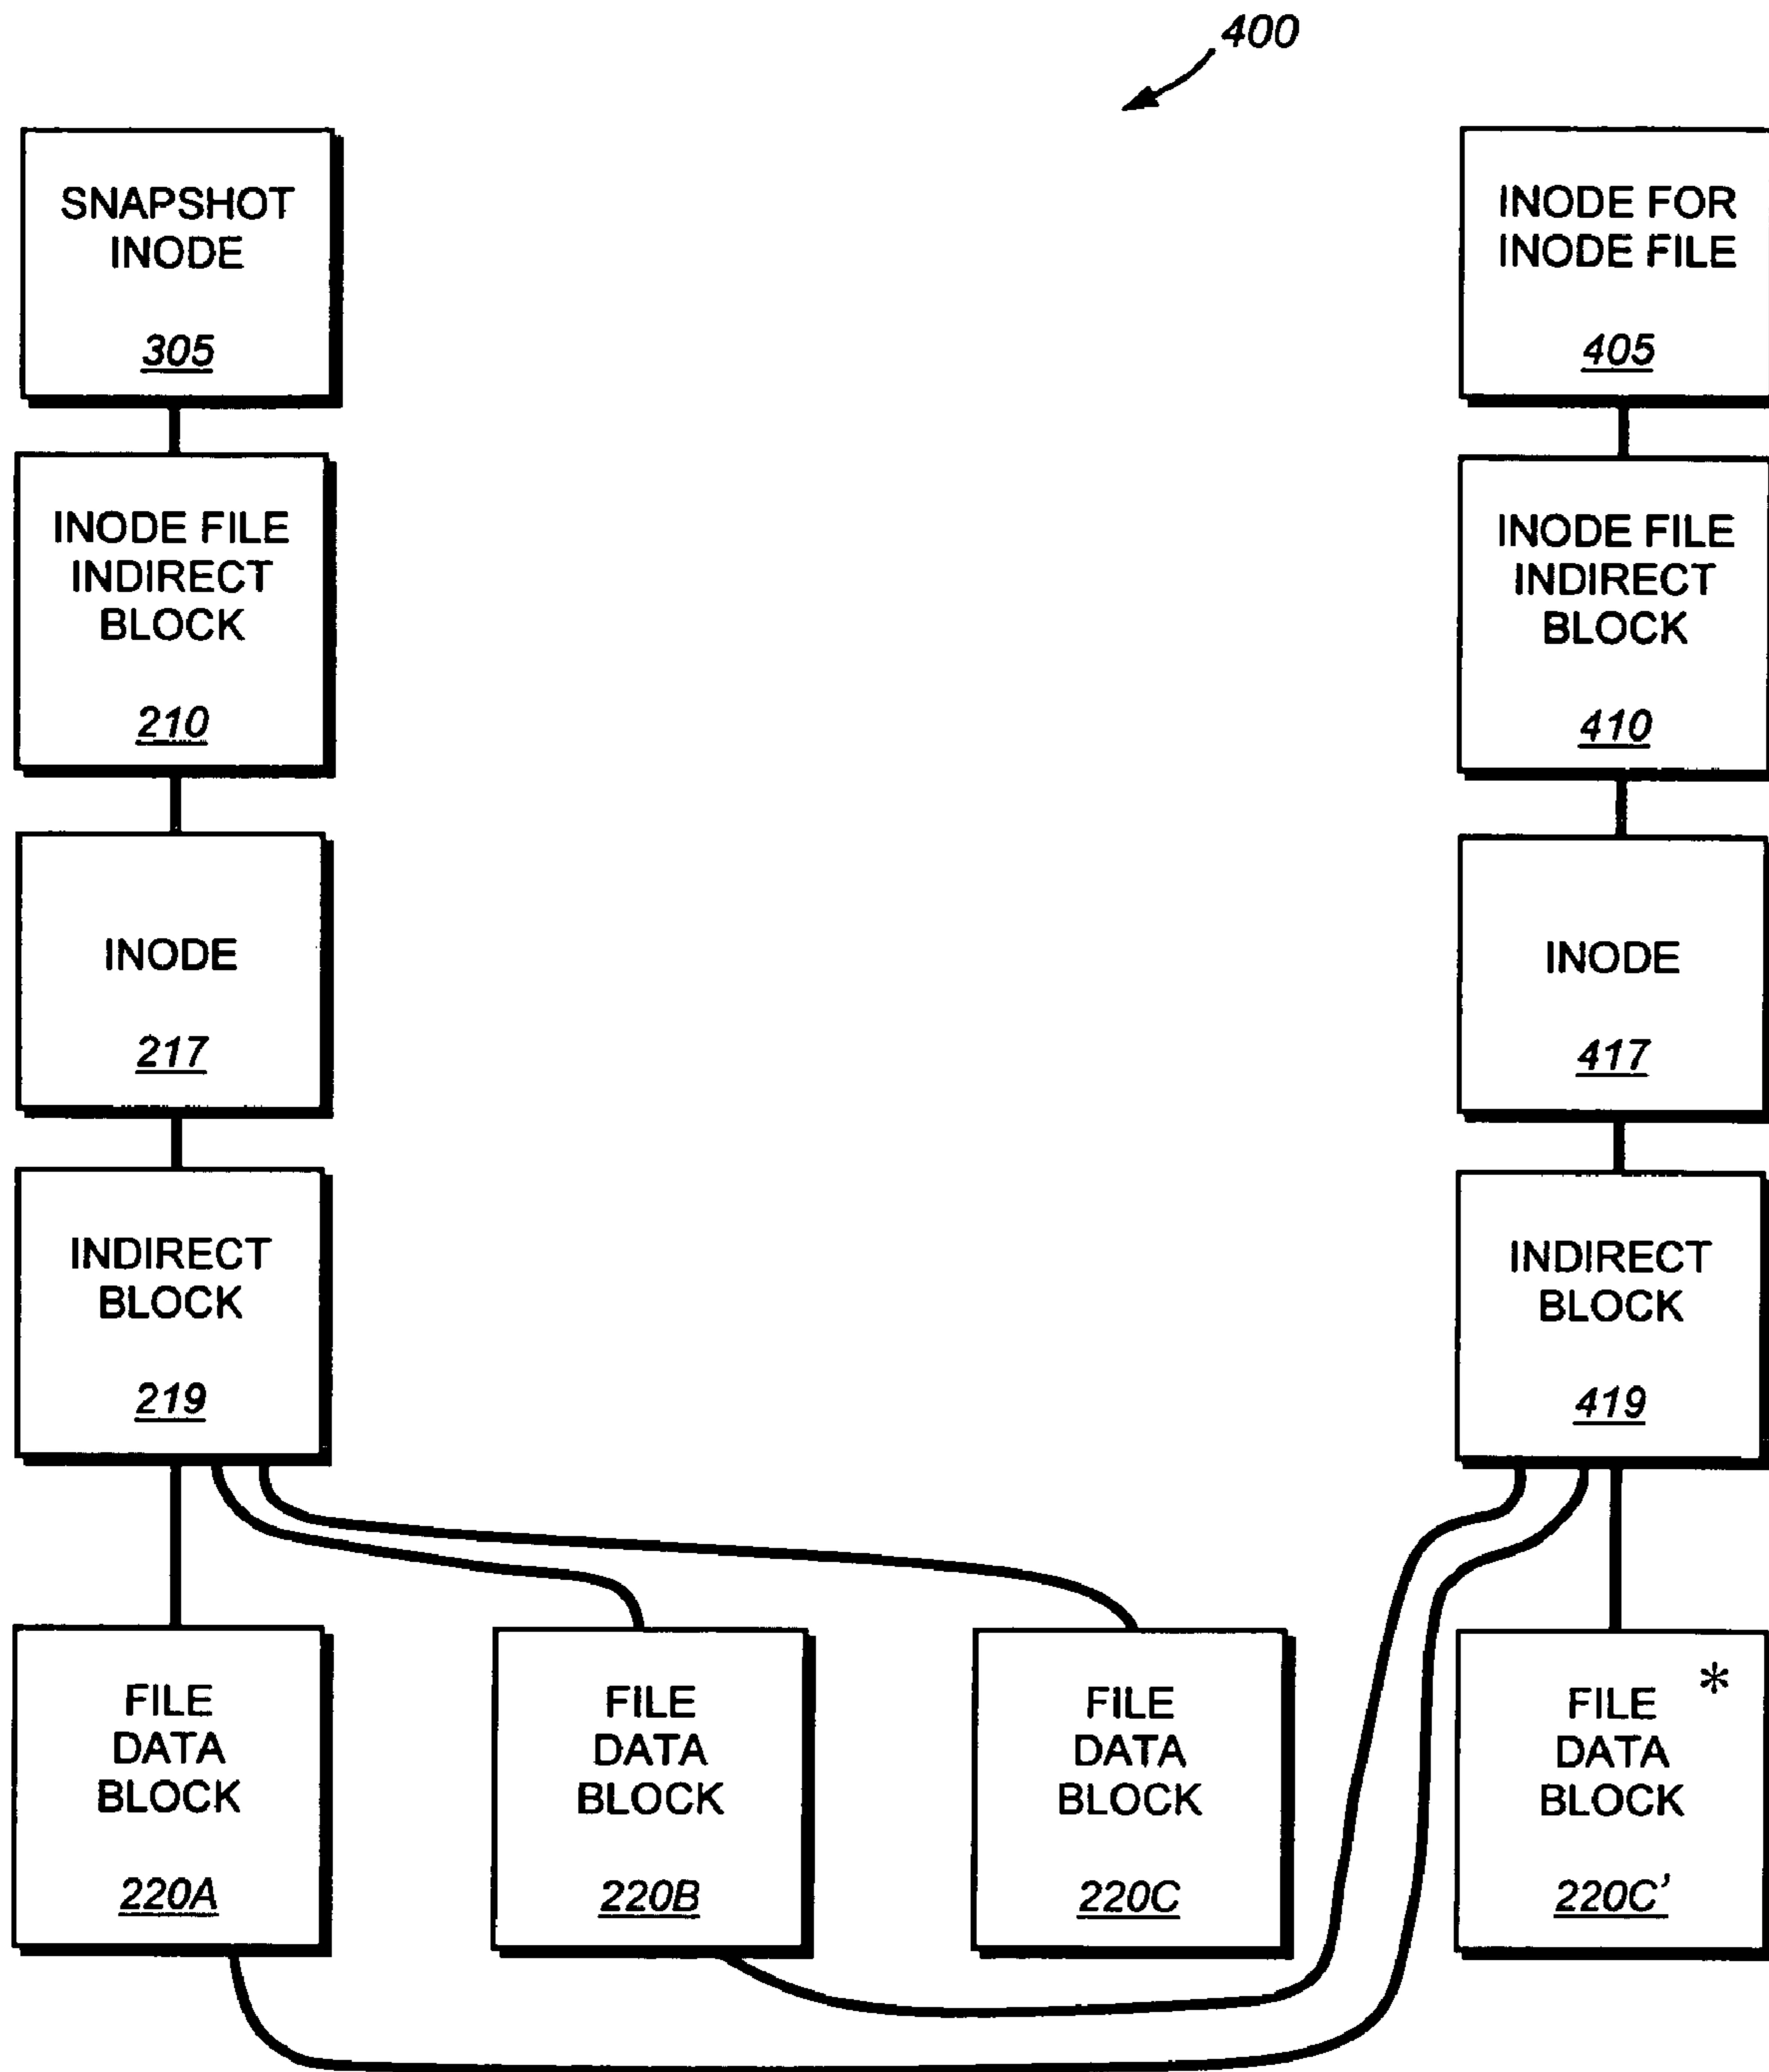 400
SNAPSHOT
INODE
305
INODE FOR
INODE FILE
405
INODE FILE
INDIRECT
BLOCK
210
INODE FILE
INDIRECT
BLOCK
410
INODE
217
INODE
417
INDIRECT
BLOCK
219
INDIRECT
BLOCK
419
FILE
DATA
BLOCK
220A
FILE
DATA
BLOCK
220B
FILE
DATA
BLOCK
220C
FILE *
DATA
BLOCK
220C'